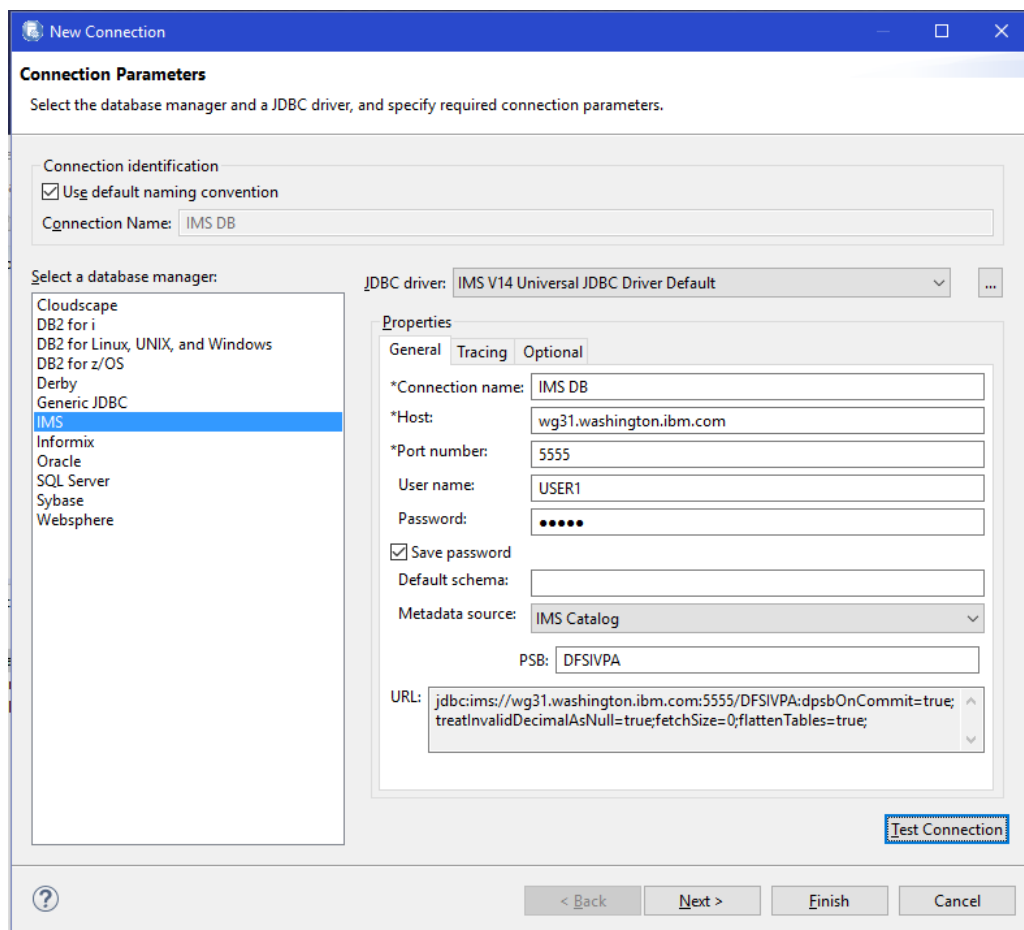 New Connection
Connection Parameters
Select the database manager and a JDBC driver, and specify required connection parameters.
Connection identification
Use default naming convention
Connection Name: IMS DB
Select a database manager:
Cloudscape
DB2 for i
DB2 for Linux, UNIX, and Windows
DB2 for z/OS
Derby
Generic JDBC
IMS
Informix
Oracle
SQL Server
Sybase
Websphere
JDBC driver: IMS V14 Universal JDBC Driver Default ...
Properties
General Tracing Optional
*Connection name: IMS DB
*Host: wg31.washington.ibm.com
*Port number: 5555
User name: USER1
Password: ●●●●●
Save password
Default schema:
Metadata source: IMS Catalog
PSB: DFSIVPA
URL: jdbc:ims://wg31.washington.ibm.com:5555/DFSIVPA:dpsbOnCommit=true;
treatInvalidDecimalAsNull=true;fetchSize=0;flattenTables=true;
Test Connection
? < Back Next > Finish Cancel